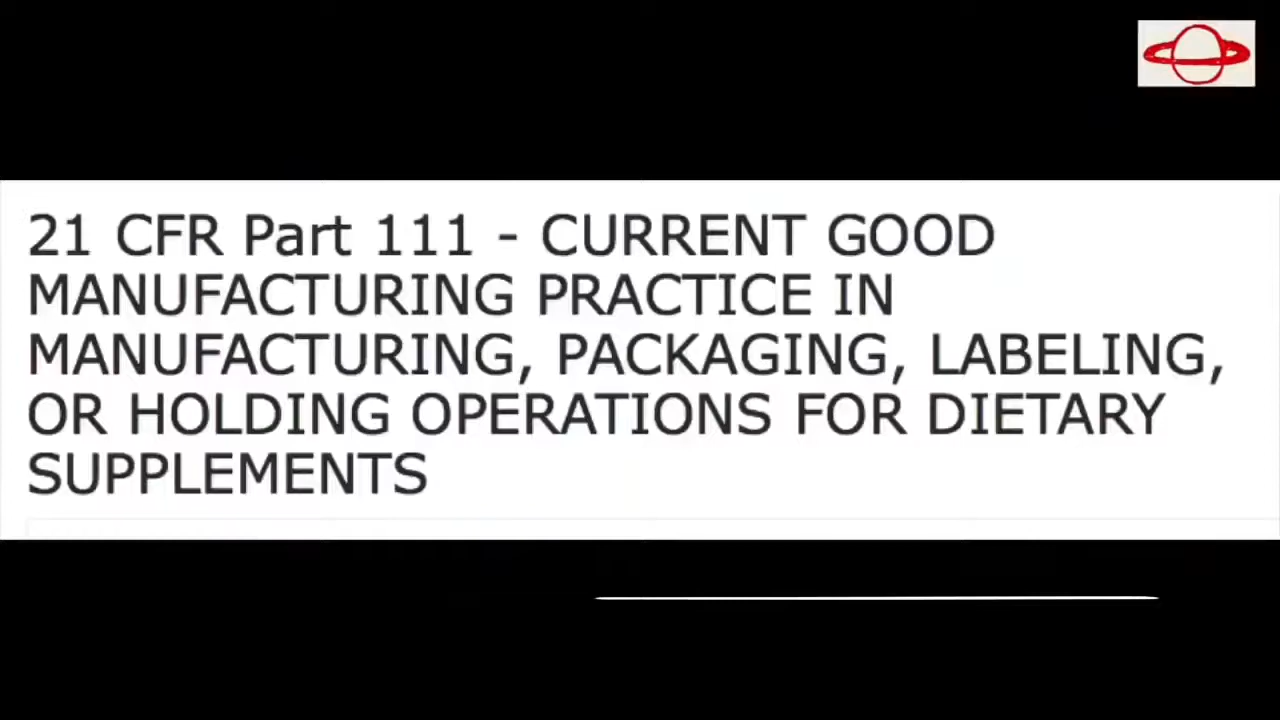 21 CFR Part 111 - CURRENT GOOD
MANUFACTURING PRACTICE IN
MANUFACTURING, PACKAGING, LABELING,
OR HOLDING OPERATIONS FOR DIETARY
SUPPLEMENTS